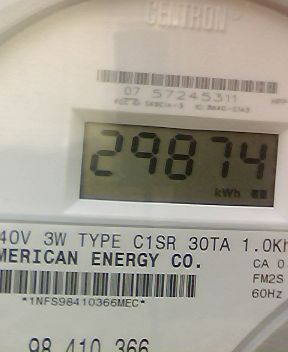 CENTRON
07 57245311
29874
kWh
40V 3W TYPE C1SR 30TA 1.0Kh
MERICAN ENERGY CO.
CA 0
FM2S
60Hz
*1NFS98410366MEC*
98 410 366